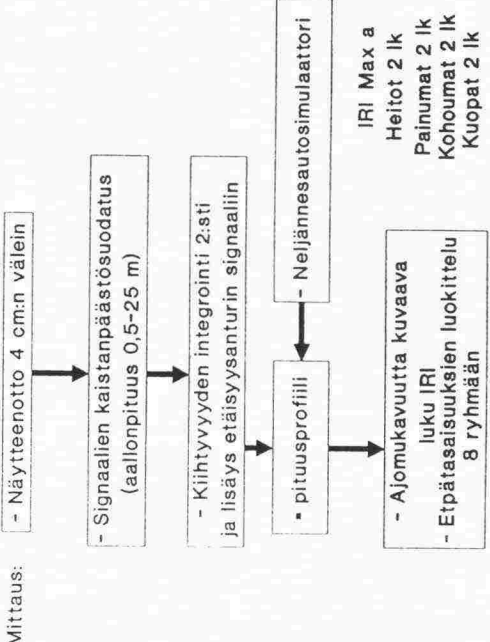 Mittaus:
- Näytteenotto 4 cm:n välein
- Signaalien kaistanpäästösuodatus
(aallonpituus 0,5-25 m)
- Kiihtyvyyden integrointi 2:sti
ja lisäys etäisyysanturin signaaliin
▪ pituusprofiili
- Neljännesautosimulaattori
- Ajomukavuutta kuvaava
luku IRI
- Etpätasaisuuksien luokittelu
8 ryhmään
IRI Max a
Heitot 2 lk
Painumat 2 lk
Kohoumat 2 lk
Kuopat 2 lk